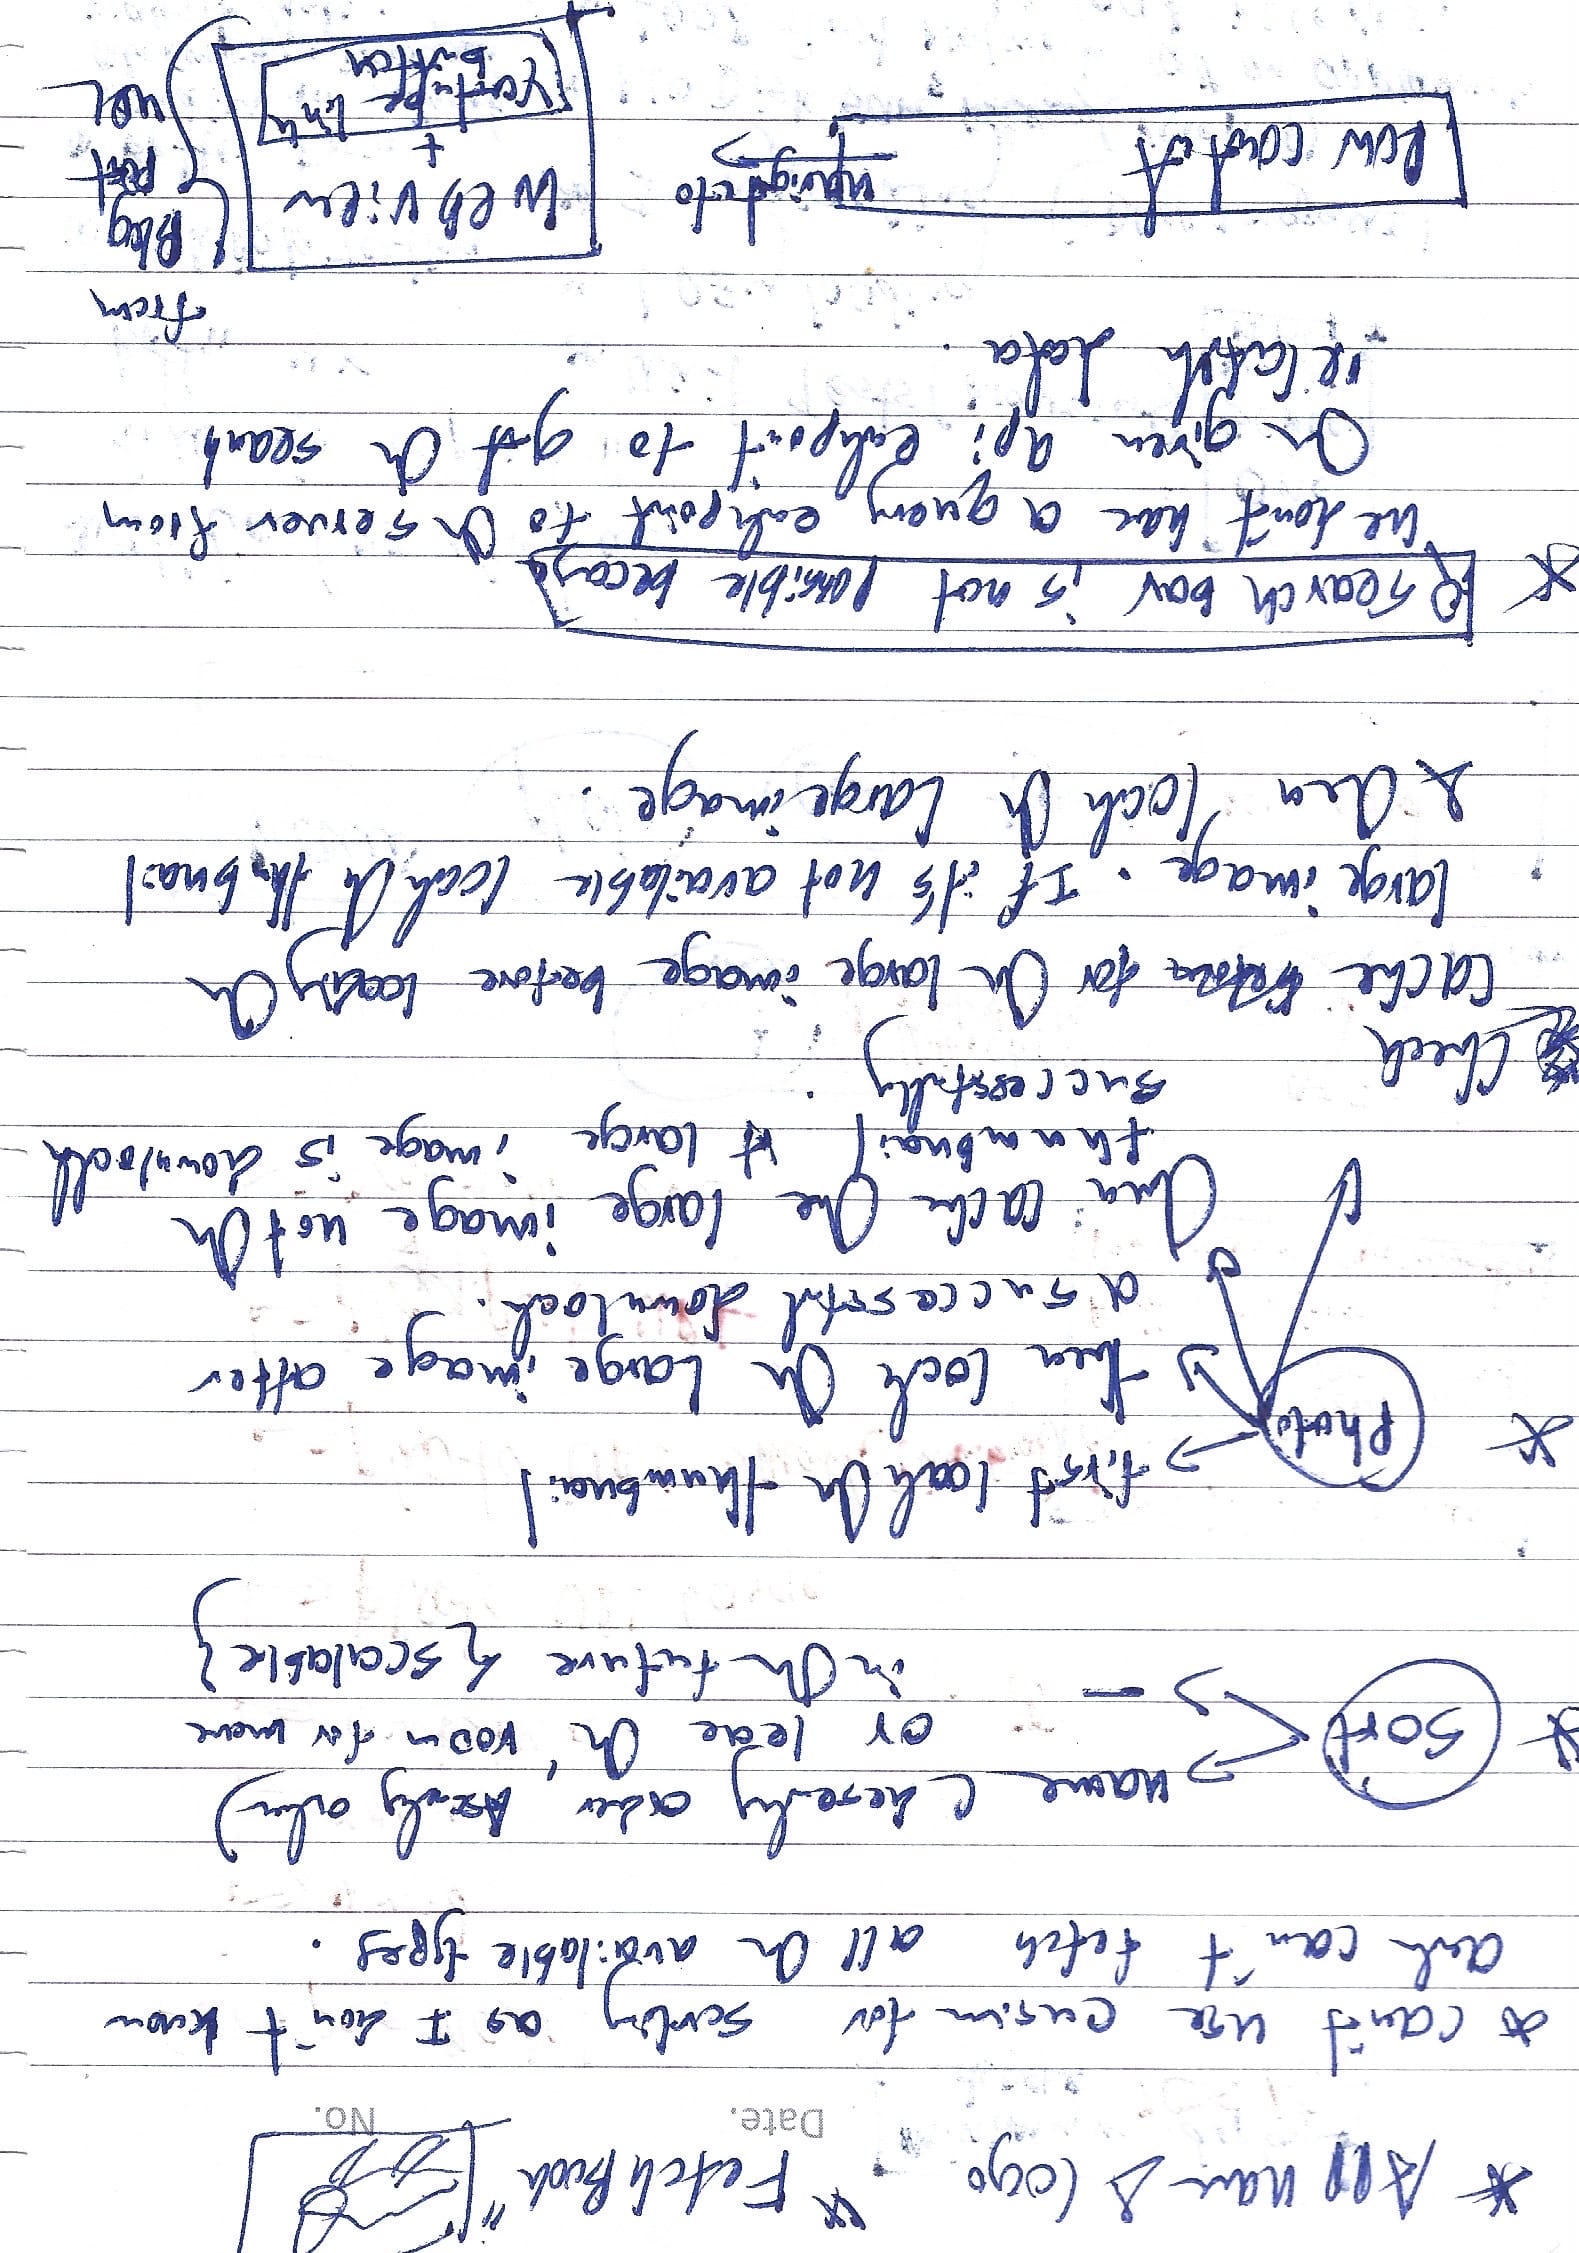 * App name & logo. "FetchBook"
Date. No.
* can't use cusine for sorting as I don't know
and can't fetch all the available types.
* Sort → name (Desending order, Asending order)
→ — or leave the room for more
in the future {scalable}
* Photo → first load the thumbnail
then load the Large image after
a successful download.
then cache the large image not the
thumbnail if large image is downloaded
successfully.
Check
cache for the large image before loading the
large image. If it's not available load the thumbnail
& then load the Large image.
* search bar is not possible because
we don't have a query endpoint to the server from
the given api endpoint to get the search
related data.
from
Row content navigate to WEB View Blog
+ post
Youtube link URL
button